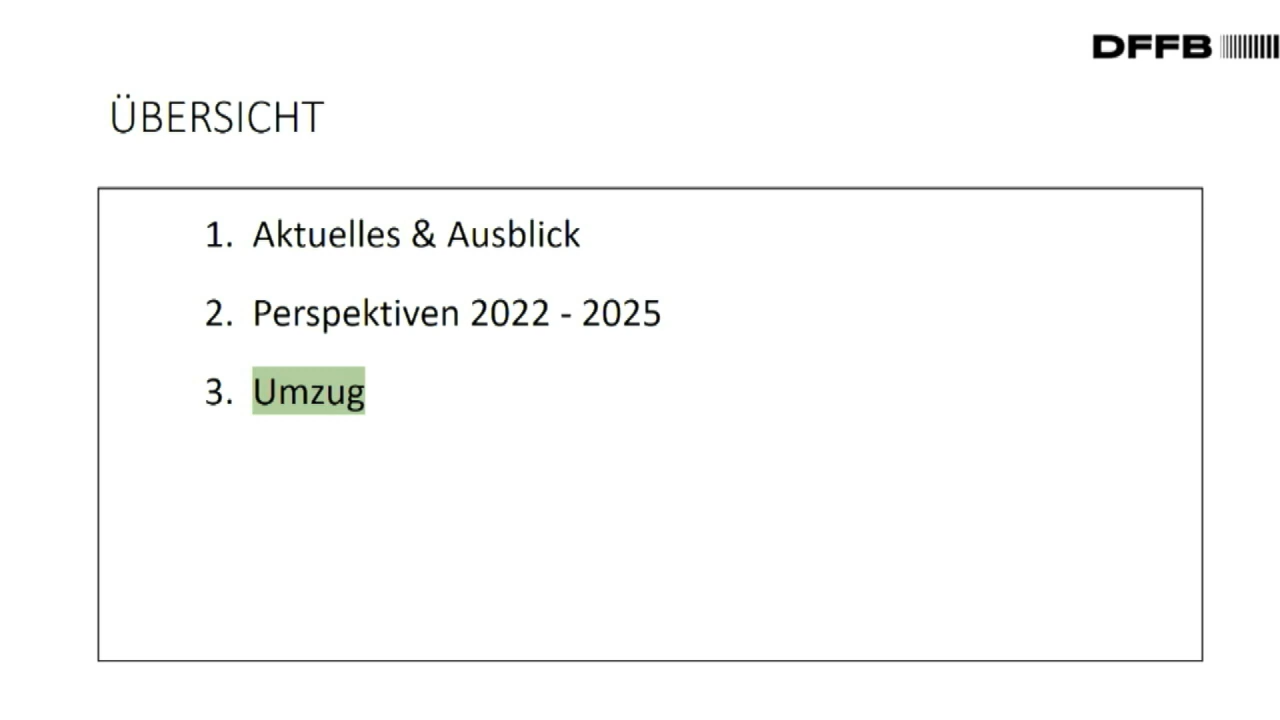 DFFB
ÜBERSICHT
1. Aktuelles & Ausblick
2. Perspektiven 2022 - 2025
3. Umzug